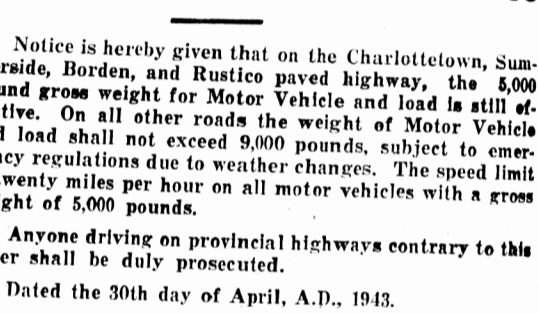 Notice is hereby given that on the Charlottetown, Sum-
rside, Borden, and Rustico paved highway, the 5,000
und gross weight for Motor Vehicle and load is still ef-
tive. On all other roads the weight of Motor Vehicle
d load shall not exceed 9,000 pounds, subject to emer-
ncy regulations due to weather changes. The speed limit
wenty miles per hour on all motor vehicles with a gross
ght of 5,000 pounds.
Anyone driving on provincial highways contrary to this
er shall be duly prosecuted.
Dated the 30th day of April, A.D., 1943.